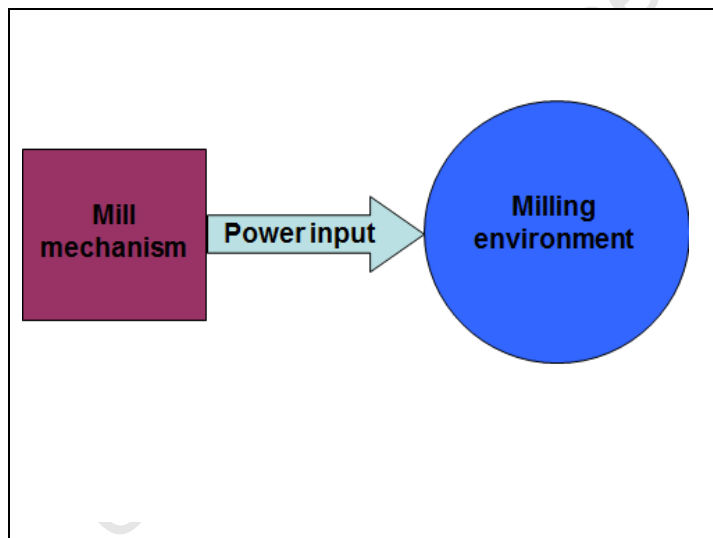 Mill
mechanism
Power input
Milling
environment